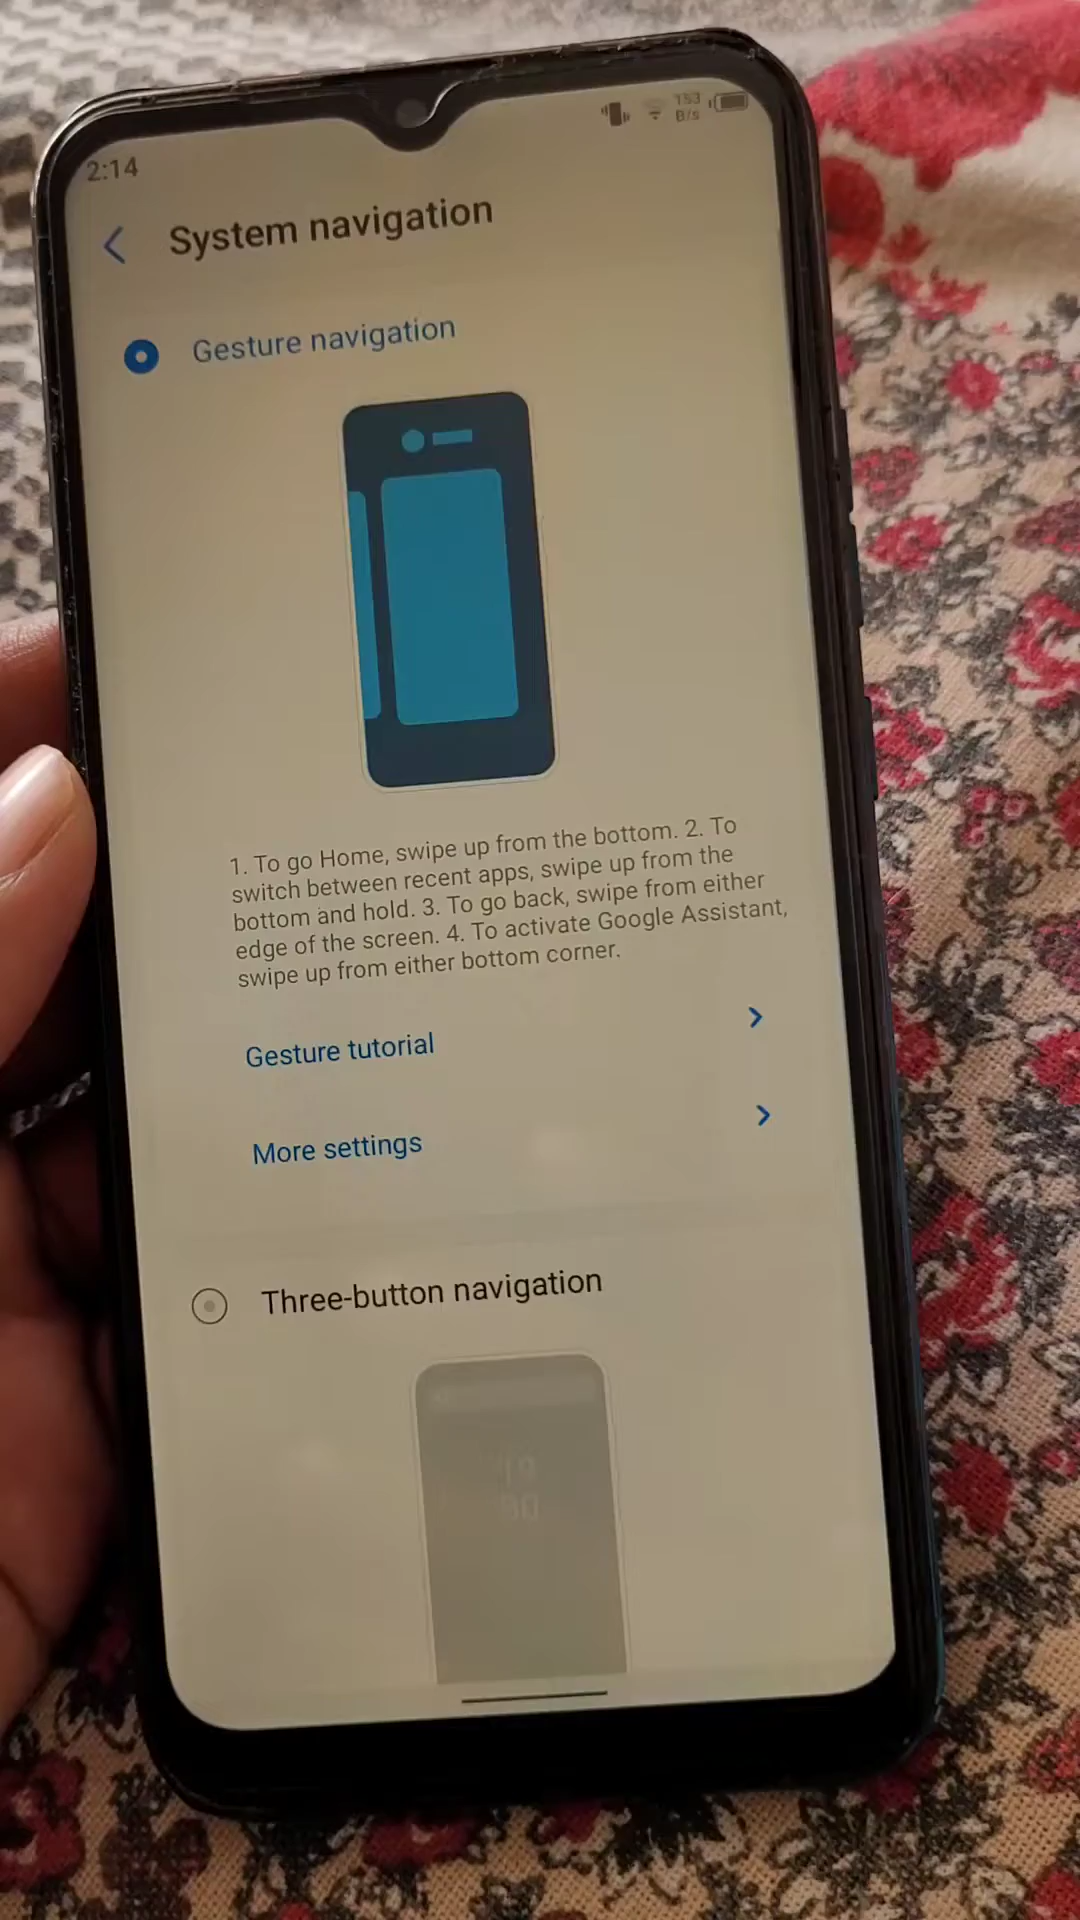 2:14
153
B/s
System navigation
Gesture navigation
1. To go Home, swipe up from the bottom. 2. To
switch between recent apps, swipe up from the
bottom and hold. 3. To go back, swipe from either
edge of the screen. 4. To activate Google Assistant,
swipe up from either bottom corner.
Gesture tutorial
More settings
Three-button navigation